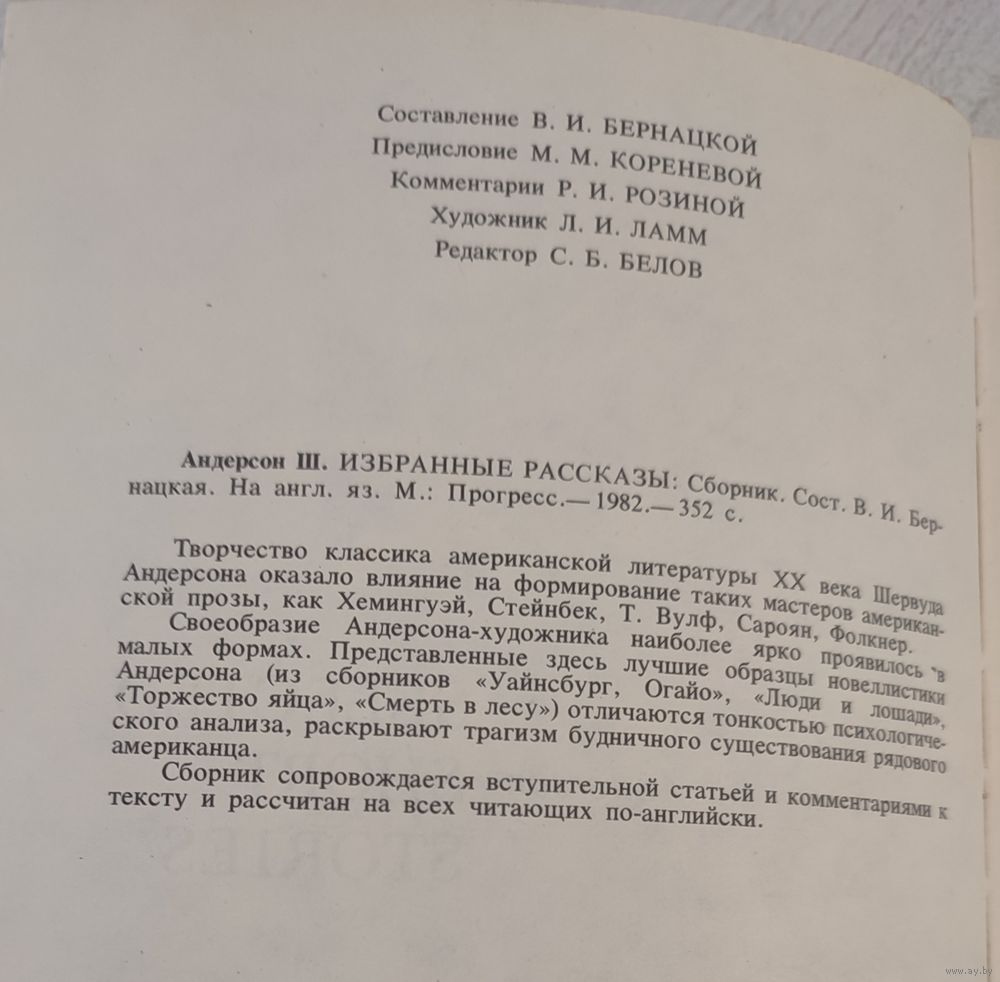 Составление В. И. БЕРНАЦКОЙ
Предисловие М. М. КОРЕНЕВОЙ
Комментарии Р. И. РОЗИНОЙ
Художник Л. И. ЛАММ
Редактор С. Б. БЕЛОВ
Андерсон Ш. ИЗБРАННЫЕ РАССКАЗЫ: Сборник. Сост. В. И. Бер-
нацкая. На англ. яз. М.: Прогресс.— 1982.— 352 с.
Творчество классика американской литературы XX века Шервуда
Андерсона оказало влияние на формирование таких мастеров американ-
ской прозы, как Хемингуэй, Стейнбек, Т. Вулф, Сароян, Фолкнер.
Своеобразие Андерсона-художника наиболее ярко проявилось в
малых формах. Представленные здесь лучшие образцы новеллистики
Андерсона (из сборников «Уайнсбург, Огайо», «Люди и лошади»,
«Торжество яйца», «Смерть в лесу») отличаются тонкостью психологиче-
ского анализа, раскрывают трагизм будничного существования рядового
американца.
Сборник сопровождается вступительной статьей и комментариями к
тексту и рассчитан на всех читающих по-английски.
STORIES
www.ay.by